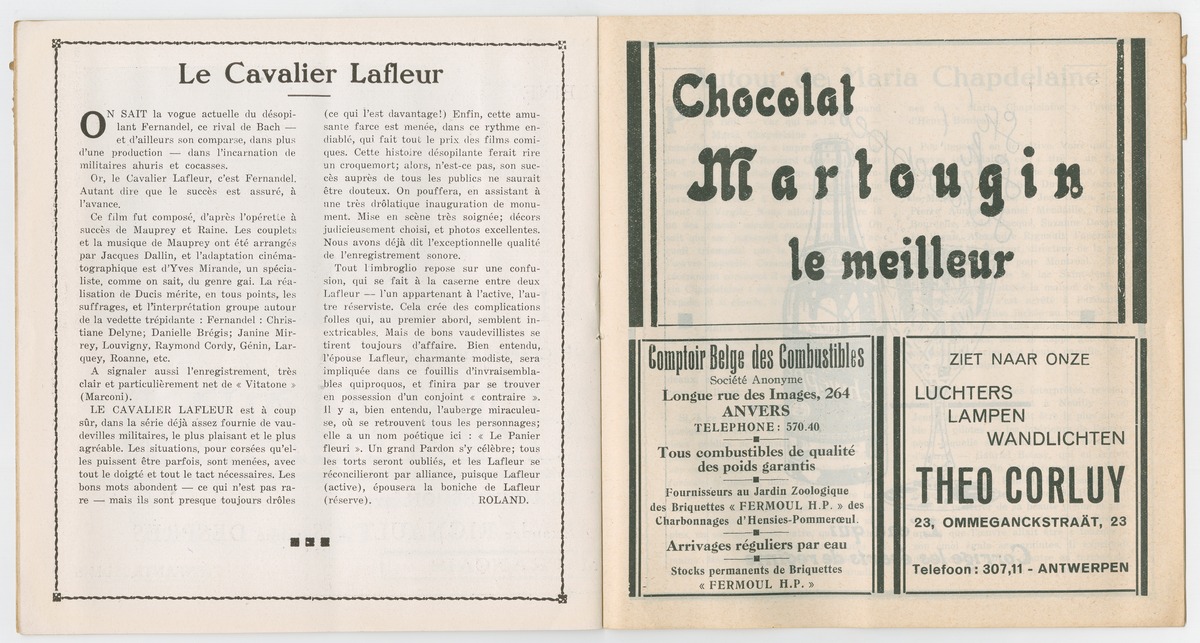 Le Cavalier Lafleur
ON SAIT la vogue actuelle du désopi-
lant Fernandel, ce rival de Bach —
et d'ailleurs son comparse, dans plus
d'une production — dans l'incarnation de
militaires ahuris et cocasses.
Or, le Cavalier Lafleur, c'est Fernandel.
Autant dire que le succès est assuré, à
l'avance.
Ce film fut composé, d'après l'opérette à
succès de Mauprey et Raine. Les couplets
et la musique de Mauprey ont été arrangés
par Jacques Dallin, et l'adaptation cinéma-
tographique est d'Yves Mirande, un spécia-
liste, comme on sait, du genre gai. La réa-
lisation de Ducis mérite, en tous points, les
suffrages, et l'interprétation groupe autour
de la vedette trépidante : Fernandel : Chris-
tiane Delyne; Danielle Brégis; Janine Mir-
rey, Louvigny, Raymond Cordy, Génin, Lar-
quey, Roanne, etc.
A signaler aussi l'enregistrement, très
clair et particulièrement net de « Vitatone »
(Marconi).
LE CAVALIER LAFLEUR est à coup
sûr, dans la série déjà assez fournie de vau-
devilles militaires, le plus plaisant et le plus
agréable. Les situations, pour corsées qu'el-
les puissent être parfois, sont menées, avec
tout le doigté et tout le tact nécessaires. Les
bons mots abondent — ce qui n'est pas ra-
re — mais ils sont presque toujours drôles
(ce qui l'est davantage!) Enfin, cette amu-
sante farce est menée, dans ce rythme en-
diablé, qui fait tout le prix des films comi-
ques. Cette histoire désopilante ferait rire
un croquemort; alors, n'est-ce pas, son suc-
cès auprès de tous les publics ne saurait
être douteux. On pouffera, en assistant à
une très drôlatique inauguration de monu-
ment. Mise en scène très soignée; décors
judicieusement choisi, et photos excellentes.
Nous avons déjà dit l'exceptionnelle qualité
de l'enregistrement sonore.
Tout l'imbroglio repose sur une confu-
sion, qui se fait à la caserne entre deux
Lafleur — l'un appartenant à l'active, l'au-
tre réserviste. Cela crée des complications
folles qui, au premier abord, semblent in-
extricables. Mais de bons vaudevillistes se
tirent toujours d'affaire. Bien entendu,
l'épouse Lafleur, charmante modiste, sera
impliquée dans ce fouillis d'invraisembla-
bles quiproquos, et finira par se trouver
en possession d'un conjoint « contraire ».
Il y a, bien entendu, l'auberge miraculeu-
se, où se retrouvent tous les personnages;
elle a un nom poétique ici : « Le Panier
fleuri ». Un grand Pardon s'y célèbre; tous
les torts seront oubliés, et les Lafleur se
réconcilieront par alliance, puisque Lafleur
(active), épousera la boniche de Lafleur
(réserve). ROLAND.
Chocolat
Martougin
le meilleur
Comptoir Belge des Combustibles
Société Anonyme
Longue rue des Images, 264
ANVERS
TELEPHONE : 570.40
Tous combustibles de qualité
des poids garantis
Fournisseurs au Jardin Zoologique
des Briquettes « FERMOUL H.P. » des
Charbonnages d'Hensies-Pommerœul.
Arrivages réguliers par eau
Stocks permanents de Briquettes
« FERMOUL H.P. »
ZIET NAAR ONZE
LUCHTERS
LAMPEN
WANDLICHTEN
THEO CORLUY
23, OMMEGANCKSTRAÄT, 23
Telefoon : 307,11 - ANTWERPEN